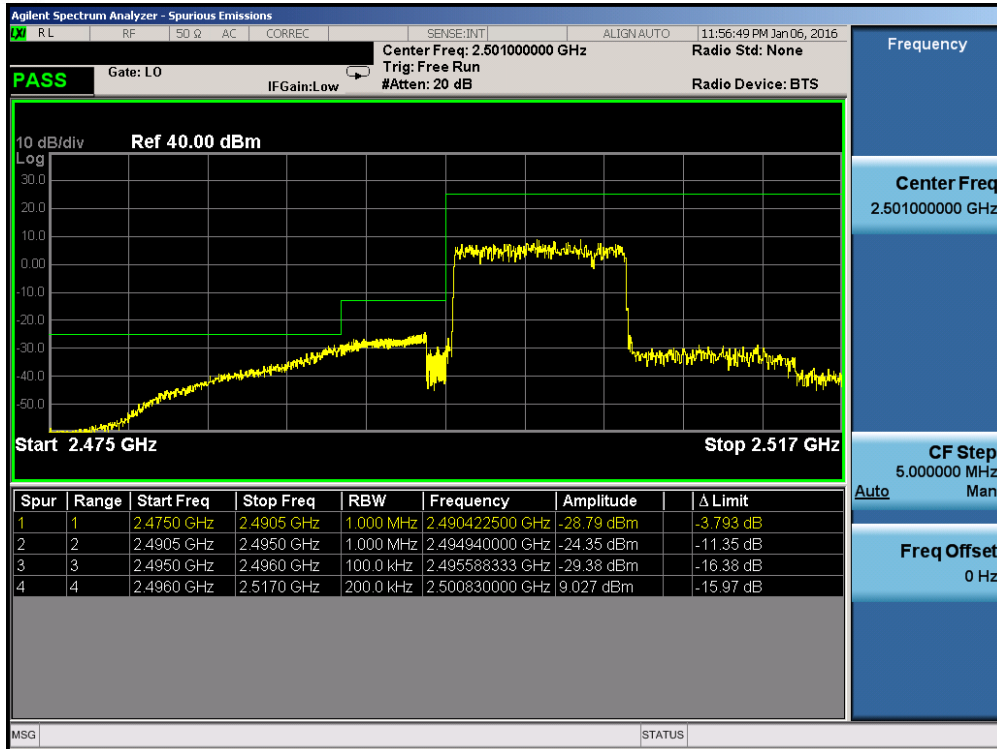 Agilent Spectrum Analyzer - Spurious Emissions
LXI RL RF 50 Ω AC CORREC SENSE:INT ALIGNAUTO 11:56:49 PM Jan 06, 2016
Center Freq: 2.501000000 GHz Radio Std: None
PASS Gate: LO Trig: Free Run
IFGain:Low #Atten: 20 dB Radio Device: BTS
10 dB/div Ref 40.00 dBm
Log
30.0
20.0
10.0
0.00
-10.0
-20.0
-30.0
-40.0
-50.0
Start 2.475 GHz Stop 2.517 GHz
Spur Range Start Freq Stop Freq RBW Frequency Amplitude Δ Limit
1 1 2.4750 GHz 2.4905 GHz 1.000 MHz 2.490422500 GHz -28.79 dBm -3.793 dB
2 2 2.4905 GHz 2.4950 GHz 1.000 MHz 2.494940000 GHz -24.35 dBm -11.35 dB
3 3 2.4950 GHz 2.4960 GHz 100.0 kHz 2.495588333 GHz -29.38 dBm -16.38 dB
4 4 2.4960 GHz 2.5170 GHz 200.0 kHz 2.500830000 GHz 9.027 dBm -15.97 dB
MSG STATUS
Frequency
Center Freq
2.501000000 GHz
CF Step
5.000000 MHz
Auto Man
Freq Offset
0 Hz